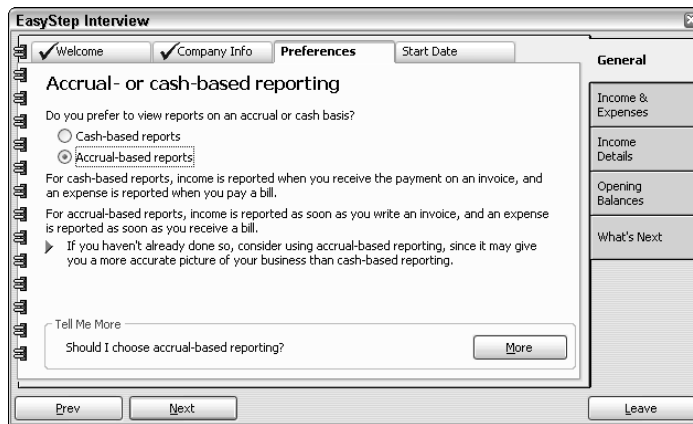 EasyStep Interview
Welcome
Company Info
Preferences
Start Date
General
Income &
Expenses
Income
Details
Opening
Balances
What's Next
Accrual- or cash-based reporting
Do you prefer to view reports on an accrual or cash basis?
Cash-based reports
Accrual-based reports
For cash-based reports, income is reported when you receive the payment on an invoice, and
an expense is reported when you pay a bill.
For accrual-based reports, income is reported as soon as you write an invoice, and an expense
is reported as soon as you receive a bill.
If you haven't already done so, consider using accrual-based reporting, since it may give
you a more accurate picture of your business than cash-based reporting.
Tell Me More
Should I choose accrual-based reporting?
More
Prev
Next
Leave